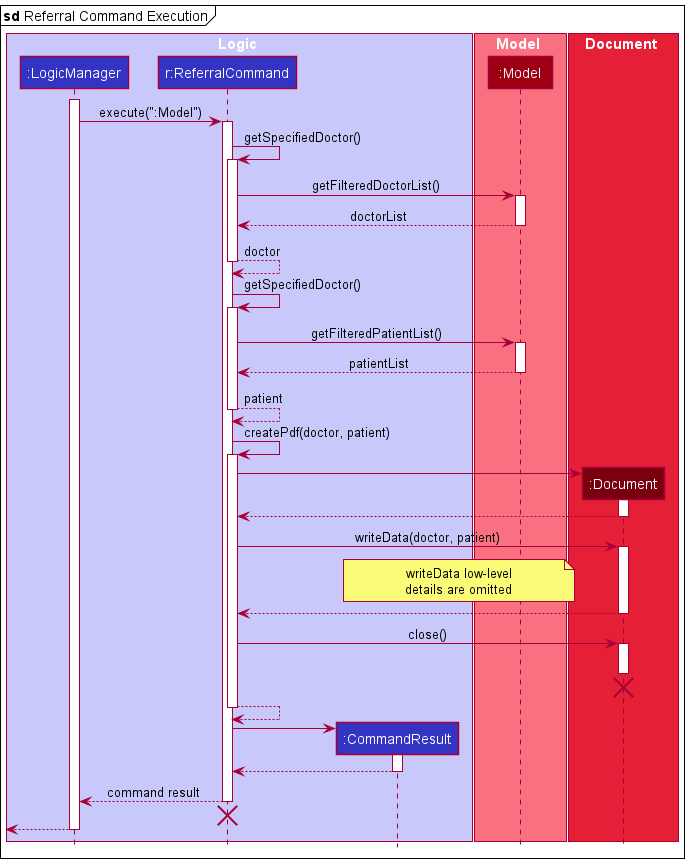 sd Referral Command Execution
Logic
Model
Document
:LogicManager
r:ReferralCommand
:Model
execute(":Model")
getSpecifiedDoctor()
getFilteredDoctorList()
doctorList
doctor
getSpecifiedDoctor()
getFilteredPatientList()
patientList
patient
createPdf(doctor, patient)
:Document
writeData(doctor, patient)
writeData low-level
details are omitted
close()
:CommandResult
command result